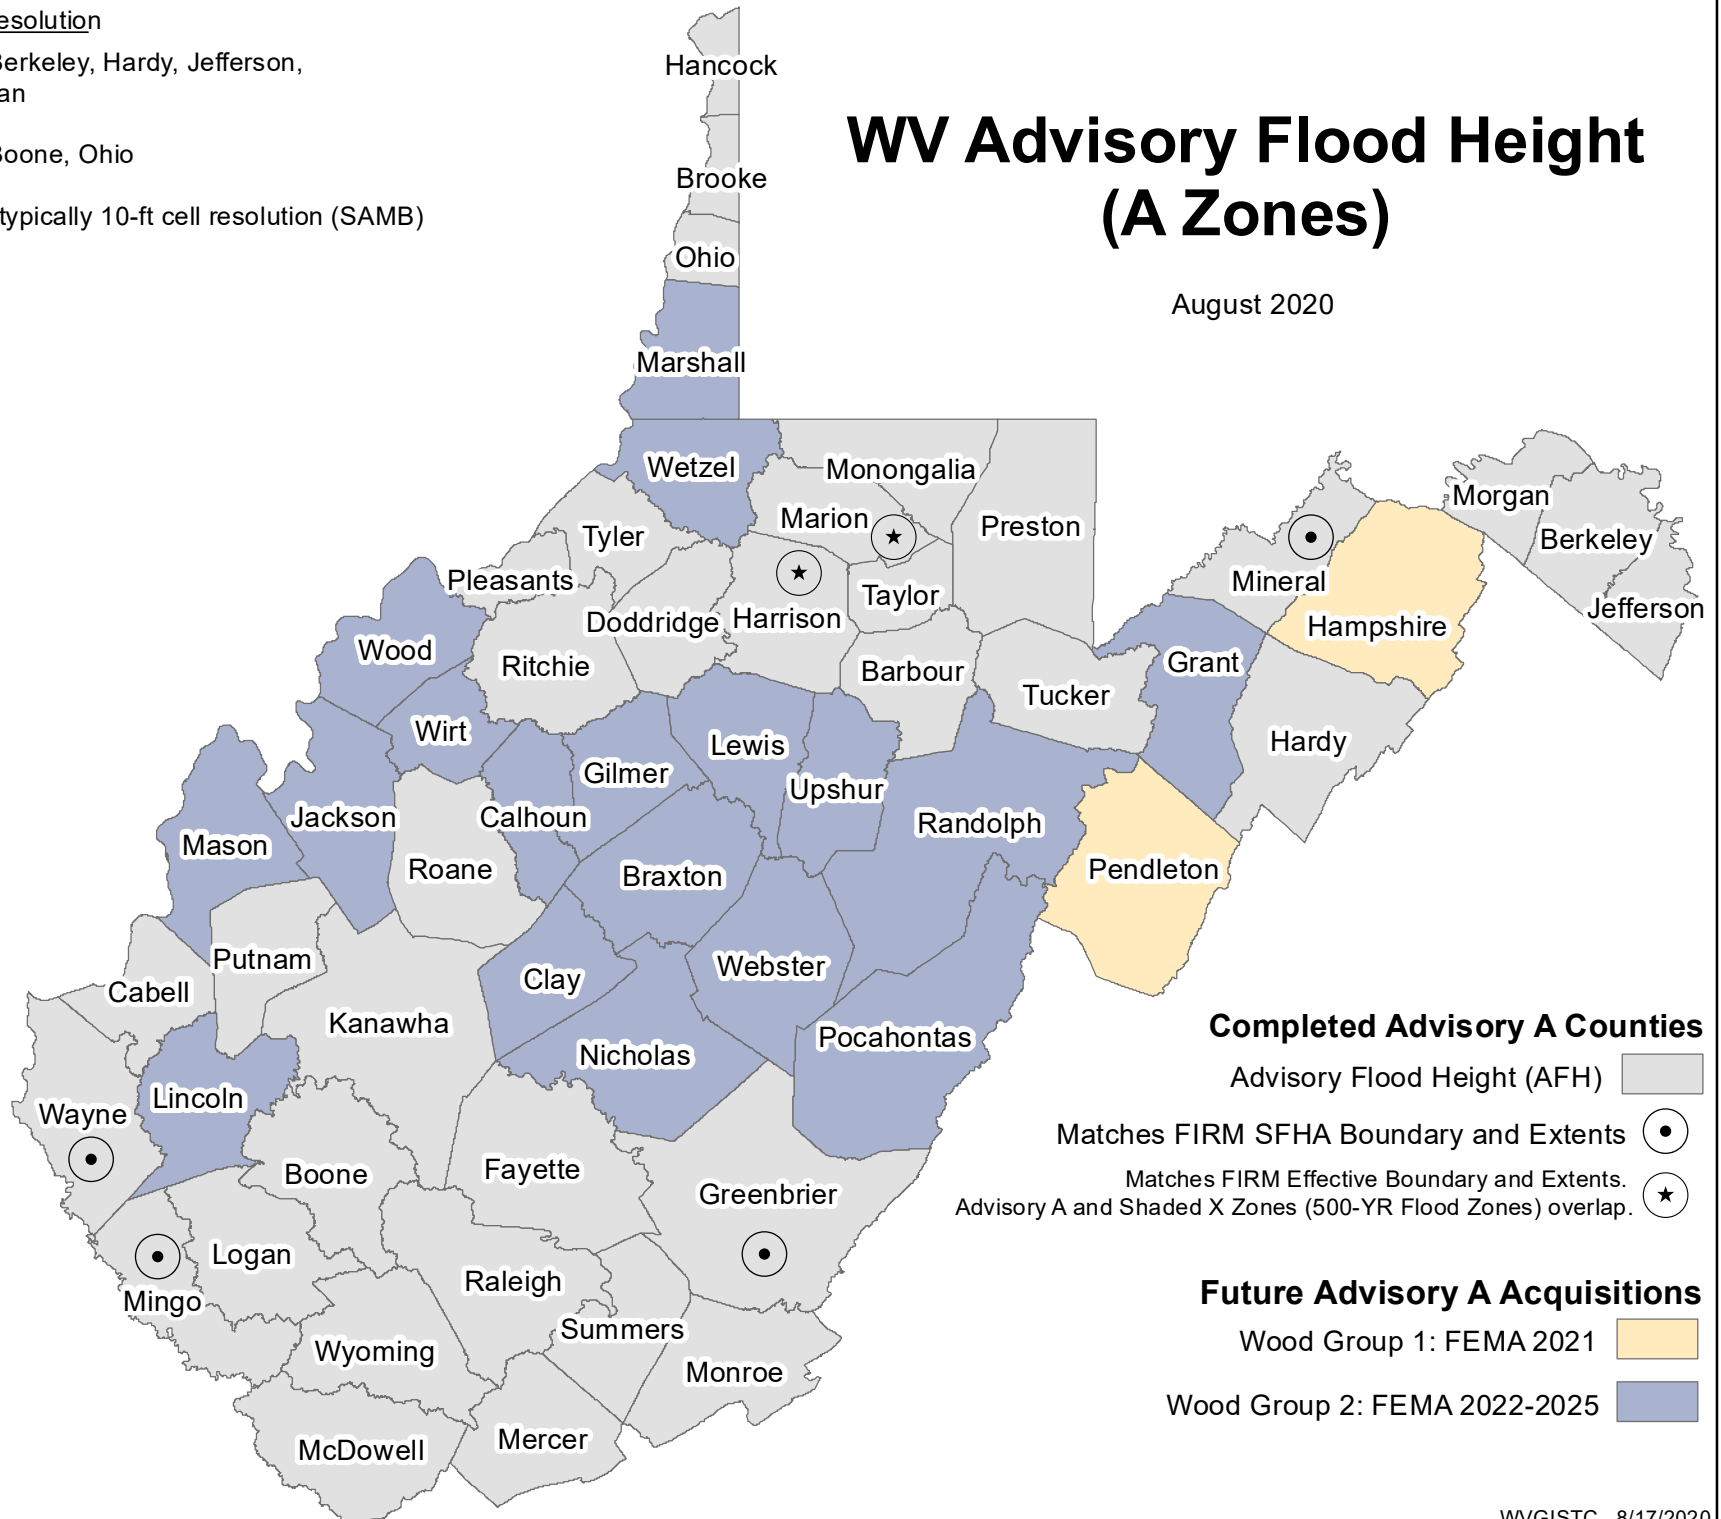 esolution
Berkeley, Hardy, Jefferson,
an
Boone, Ohio
typically 10-ft cell resolution (SAMB)
WV Advisory Flood Height
(A Zones)
August 2020
Hancock
Brooke
Ohio
Marshall
Wetzel
Monongalia
Marion
Preston
Tyler
Pleasants
Doddridge
Harrison
Taylor
Mineral
Morgan
Berkeley
Jefferson
Hampshire
Wood
Ritchie
Barbour
Tucker
Grant
Hardy
Wirt
Lewis
Gilmer
Upshur
Calhoun
Jackson
Randolph
Mason
Roane
Braxton
Pendleton
Putnam
Cabell
Clay
Webster
Kanawha
Nicholas
Pocahontas
Lincoln
Wayne
Boone
Fayette
Greenbrier
Logan
Mingo
Raleigh
Summers
Wyoming
Monroe
McDowell
Mercer
Completed Advisory A Counties
Advisory Flood Height (AFH)
Matches FIRM SFHA Boundary and Extents
Matches FIRM Effective Boundary and Extents.
Advisory A and Shaded X Zones (500-YR Flood Zones) overlap.
Future Advisory A Acquisitions
Wood Group 1: FEMA 2021
Wood Group 2: FEMA 2022-2025
WVGISTC 8/17/2020